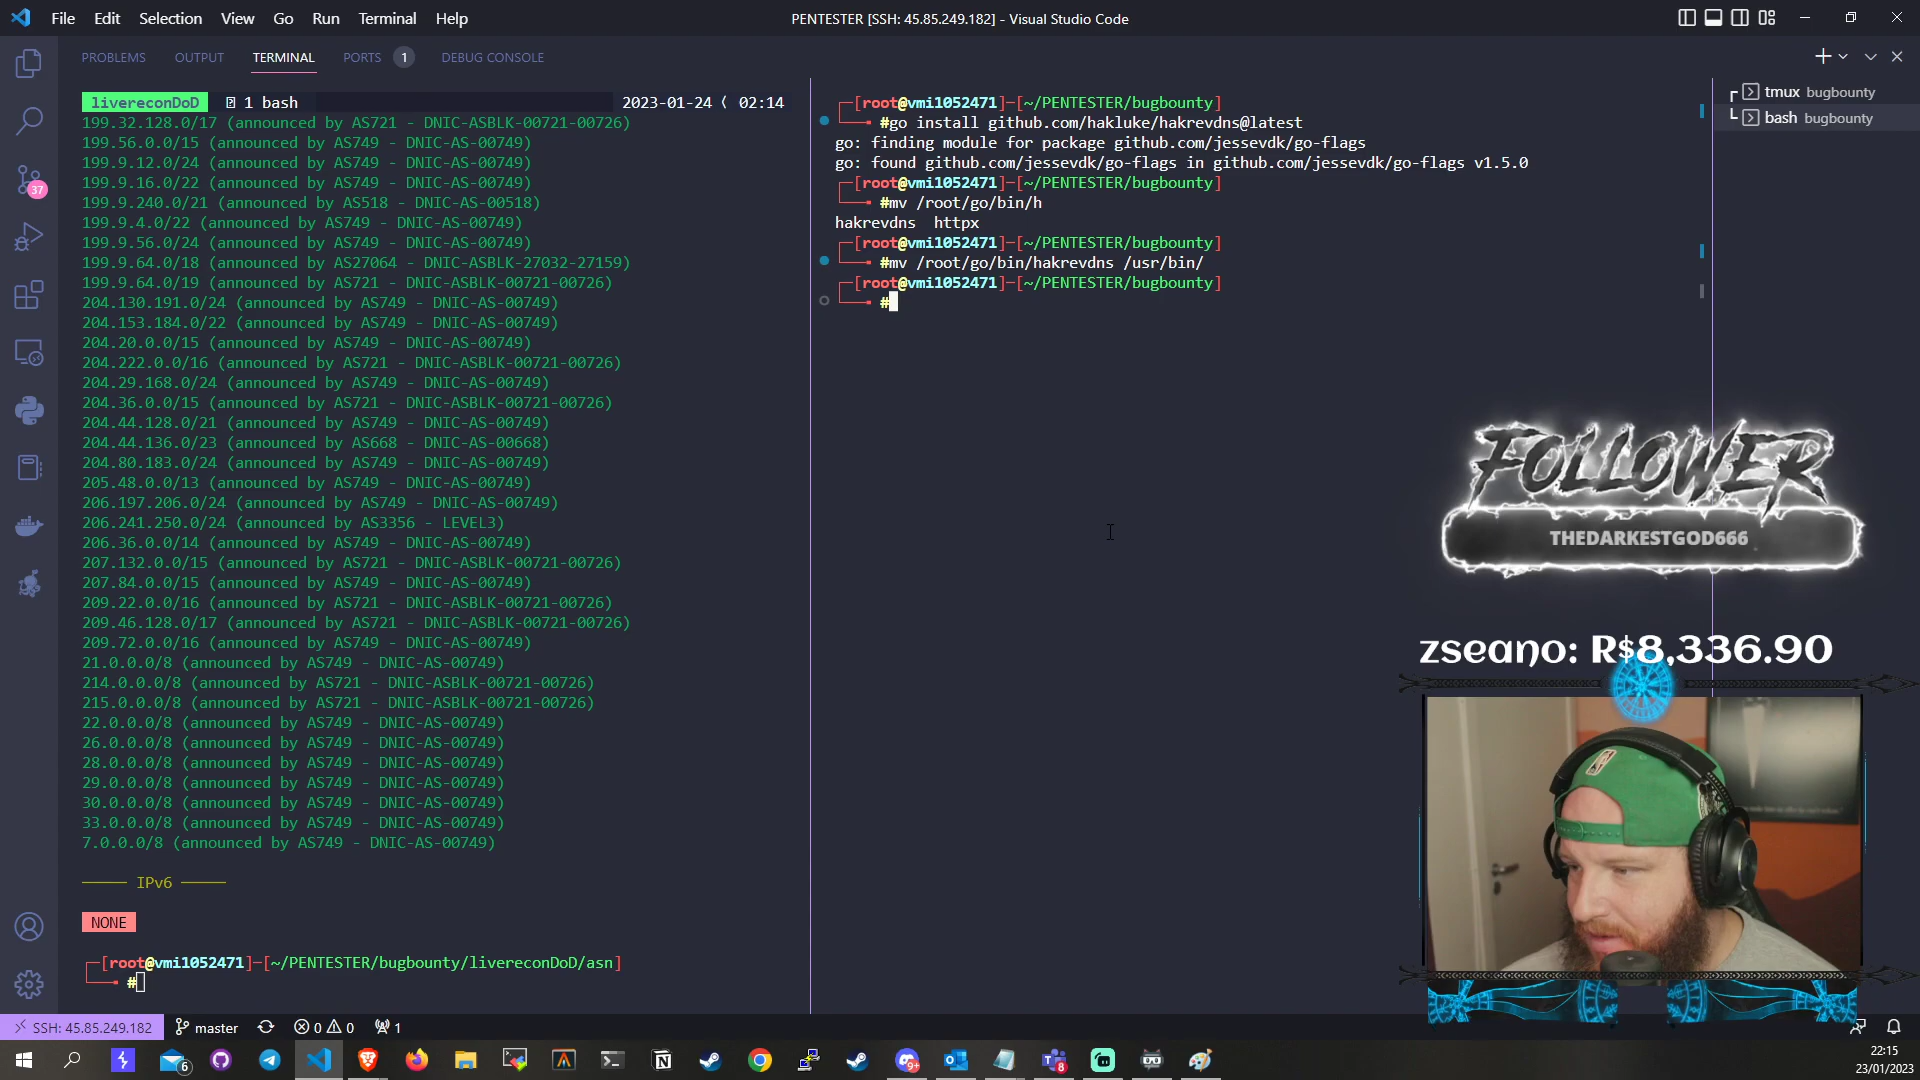 File Edit Selection View Go Run Terminal Help
PENTESTER [SSH: 45.85.249.182] - Visual Studio Code
PROBLEMS OUTPUT TERMINAL PORTS 1 DEBUG CONSOLE
livereconDoD 1 bash 2023-01-24 ⟨ 02:14
199.32.128.0/17 (announced by AS721 - DNIC-ASBLK-00721-00726)
199.56.0.0/15 (announced by AS749 - DNIC-AS-00749)
199.9.12.0/24 (announced by AS749 - DNIC-AS-00749)
199.9.16.0/22 (announced by AS749 - DNIC-AS-00749)
199.9.240.0/21 (announced by AS518 - DNIC-AS-00518)
199.9.4.0/22 (announced by AS749 - DNIC-AS-00749)
199.9.56.0/24 (announced by AS749 - DNIC-AS-00749)
199.9.64.0/18 (announced by AS27064 - DNIC-ASBLK-27032-27159)
199.9.64.0/19 (announced by AS721 - DNIC-ASBLK-00721-00726)
204.130.191.0/24 (announced by AS749 - DNIC-AS-00749)
204.153.184.0/22 (announced by AS749 - DNIC-AS-00749)
204.20.0.0/15 (announced by AS749 - DNIC-AS-00749)
204.222.0.0/16 (announced by AS721 - DNIC-ASBLK-00721-00726)
204.29.168.0/24 (announced by AS749 - DNIC-AS-00749)
204.36.0.0/15 (announced by AS721 - DNIC-ASBLK-00721-00726)
204.44.128.0/21 (announced by AS749 - DNIC-AS-00749)
204.44.136.0/23 (announced by AS668 - DNIC-AS-00668)
204.80.183.0/24 (announced by AS749 - DNIC-AS-00749)
205.48.0.0/13 (announced by AS749 - DNIC-AS-00749)
206.197.206.0/24 (announced by AS749 - DNIC-AS-00749)
206.241.250.0/24 (announced by AS3356 - LEVEL3)
206.36.0.0/14 (announced by AS749 - DNIC-AS-00749)
207.132.0.0/15 (announced by AS721 - DNIC-ASBLK-00721-00726)
207.84.0.0/15 (announced by AS749 - DNIC-AS-00749)
209.22.0.0/16 (announced by AS721 - DNIC-ASBLK-00721-00726)
209.46.128.0/17 (announced by AS721 - DNIC-ASBLK-00721-00726)
209.72.0.0/16 (announced by AS749 - DNIC-AS-00749)
21.0.0.0/8 (announced by AS749 - DNIC-AS-00749)
214.0.0.0/8 (announced by AS721 - DNIC-ASBLK-00721-00726)
215.0.0.0/8 (announced by AS721 - DNIC-ASBLK-00721-00726)
22.0.0.0/8 (announced by AS749 - DNIC-AS-00749)
26.0.0.0/8 (announced by AS749 - DNIC-AS-00749)
28.0.0.0/8 (announced by AS749 - DNIC-AS-00749)
29.0.0.0/8 (announced by AS749 - DNIC-AS-00749)
30.0.0.0/8 (announced by AS749 - DNIC-AS-00749)
33.0.0.0/8 (announced by AS749 - DNIC-AS-00749)
7.0.0.0/8 (announced by AS749 - DNIC-AS-00749)
IPv6
NONE
[root@vmi1052471]-[~/PENTESTER/bugbounty/livereconDoD/asn]
#
[root@vmi1052471]-[~/PENTESTER/bugbounty]
#go install github.com/hakluke/hakrevdns@latest
go: finding module for package github.com/jessevdk/go-flags
go: found github.com/jessevdk/go-flags in github.com/jessevdk/go-flags v1.5.0
[root@vmi1052471]-[~/PENTESTER/bugbounty]
#mv /root/go/bin/h
hakrevdns httpx
[root@vmi1052471]-[~/PENTESTER/bugbounty]
#mv /root/go/bin/hakrevdns /usr/bin/
[root@vmi1052471]-[~/PENTESTER/bugbounty]
#
tmux bugbounty
bash bugbounty
37
FOLLOWER
THEDARKESTGOD666
zseano: R$8,336.90
SSH: 45.85.249.182 master 0 0 1
6
9+
8
22:15
23/01/2023